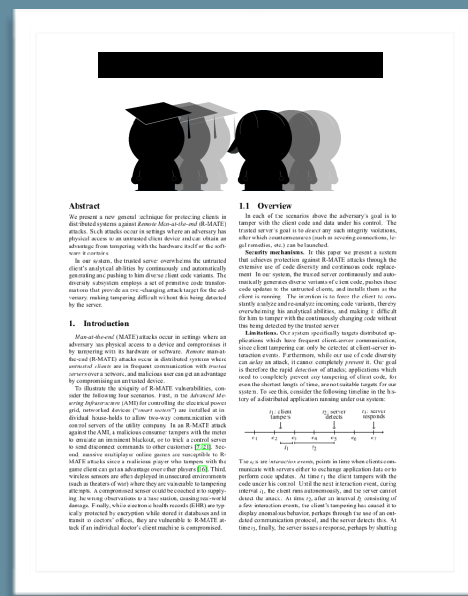 Abstract
We present a new general technique for protecting clients in
distributed systems against Remote Man-at-the-end (R-MATE)
attacks. Such attacks occur in settings where an adversary has
physical access to an untrusted client device and can obtain an
advantage from tampering with the hardware itself or the soft-
ware it contains.
In our system, the trusted server overwhelms the untrusted
client's analytical abilities by continuously and automatically
generating and pushing to him diverse client code variants. The
diversity subsystem employs a set of primitive code transfor-
mations that provide an ever-changing attack target for the ad-
versary, making tampering difficult without this being detected
by the server.
1. Introduction
Man-at-the-end (MATE) attacks occur in settings where an
adversary has physical access to a device and compromises it
by tampering with its hardware or software. Remote man-at-
the-end (R-MATE) attacks occur in distributed systems where
untrusted clients are in frequent communication with trusted
servers over a network, and malicious user can get an advantage
by compromising an untrusted device.
To illustrate the ubiquity of R-MATE vulnerabilities, con-
sider the following four scenarios. First, in the Advanced Me-
tering Infrastructure (AMI) for controlling the electrical power
grid, networked devices ("smart meters") are installed at in-
dividual house-holds to allow two-way communication with
control servers of the utility company. In an R-MATE attack
against the AMI, a malicious consumer tampers with the meter
to emulate an imminent blackout, or to trick a control server
to send disconnect commands to other customers [7, 21]. Sec-
ond, massive multiplayer online games are susceptible to R-
MATE attacks since a malicious player who tampers with the
game client can get an advantage over other players [16]. Third,
wireless sensors are often deployed in unsecured environments
(such as theaters of war) where they are vulnerable to tampering
attempts. A compromised sensor could be coached into supply-
ing the wrong observations to a base station, causing real-world
damage. Finally, while electronic health records (EHR) are typ-
ically protected by encryption while stored in databases and in
transit to doctors' offices, they are vulnerable to R-MATE at-
tack if an individual doctor's client machine is compromised.
1.1 Overview
In each of the scenarios above the adversary's goal is to
tamper with client code and data under his control. The
trusted server's goal is to detect any such integrity violations,
after which countermeasures (such as severing connections, le-
gal remedies, etc.) can be launched.
Security mechanisms. In this paper we present a system
that achieves protection against R-MATE attacks through the
extensive use of code diversity and continuous code replace-
ment. In our system, the trusted server continuously and auto-
matically generates diverse variants of client code, pushes these
code updates to the untrusted clients, and installs them as the
client is running. The intention is to force the client to con-
stantly analyze and re-analyze incoming code variants, thereby
overwhelming his analytical abilities, and making it difficult
for him to tamper with the continuously changing code without
this being detected by the trusted server.
Limitations. Our system specifically targets distributed ap-
plications which have frequent client-server communication,
since client tampering can only be detected at client-server in-
teraction events. Furthermore, while our use of code diversity
can delay an attack, it cannot completely prevent it. Our goal
is therefore the rapid detection of attacks; applications which
need to completely prevent any tampering of client code, for
even the shortest length of time, are not suitable targets for our
system. To see this, consider the following timeline in the his-
tory of a distributed application running under our system:
t1: client tampers
t2: server detects
t3: server responds
e1 e2 e3 e4 e5 e6 e7
I1 I2
The ei's are interaction events, points in time when clients com-
municate with servers either to exchange application data or to
perform code updates. At time t1 the client tampers with the
code under his control. Until the next interaction event, during
interval I1, the client runs autonomously, and the server cannot
detect the attack. At time t2, after an interval I2 consisting of
a few interaction events, the client's tampering has caused it to
display anomalous behavior, perhaps through the use of an out-
dated communication protocol, and the server detects this. At
time t3, finally, the server issues a response, perhaps by shutting